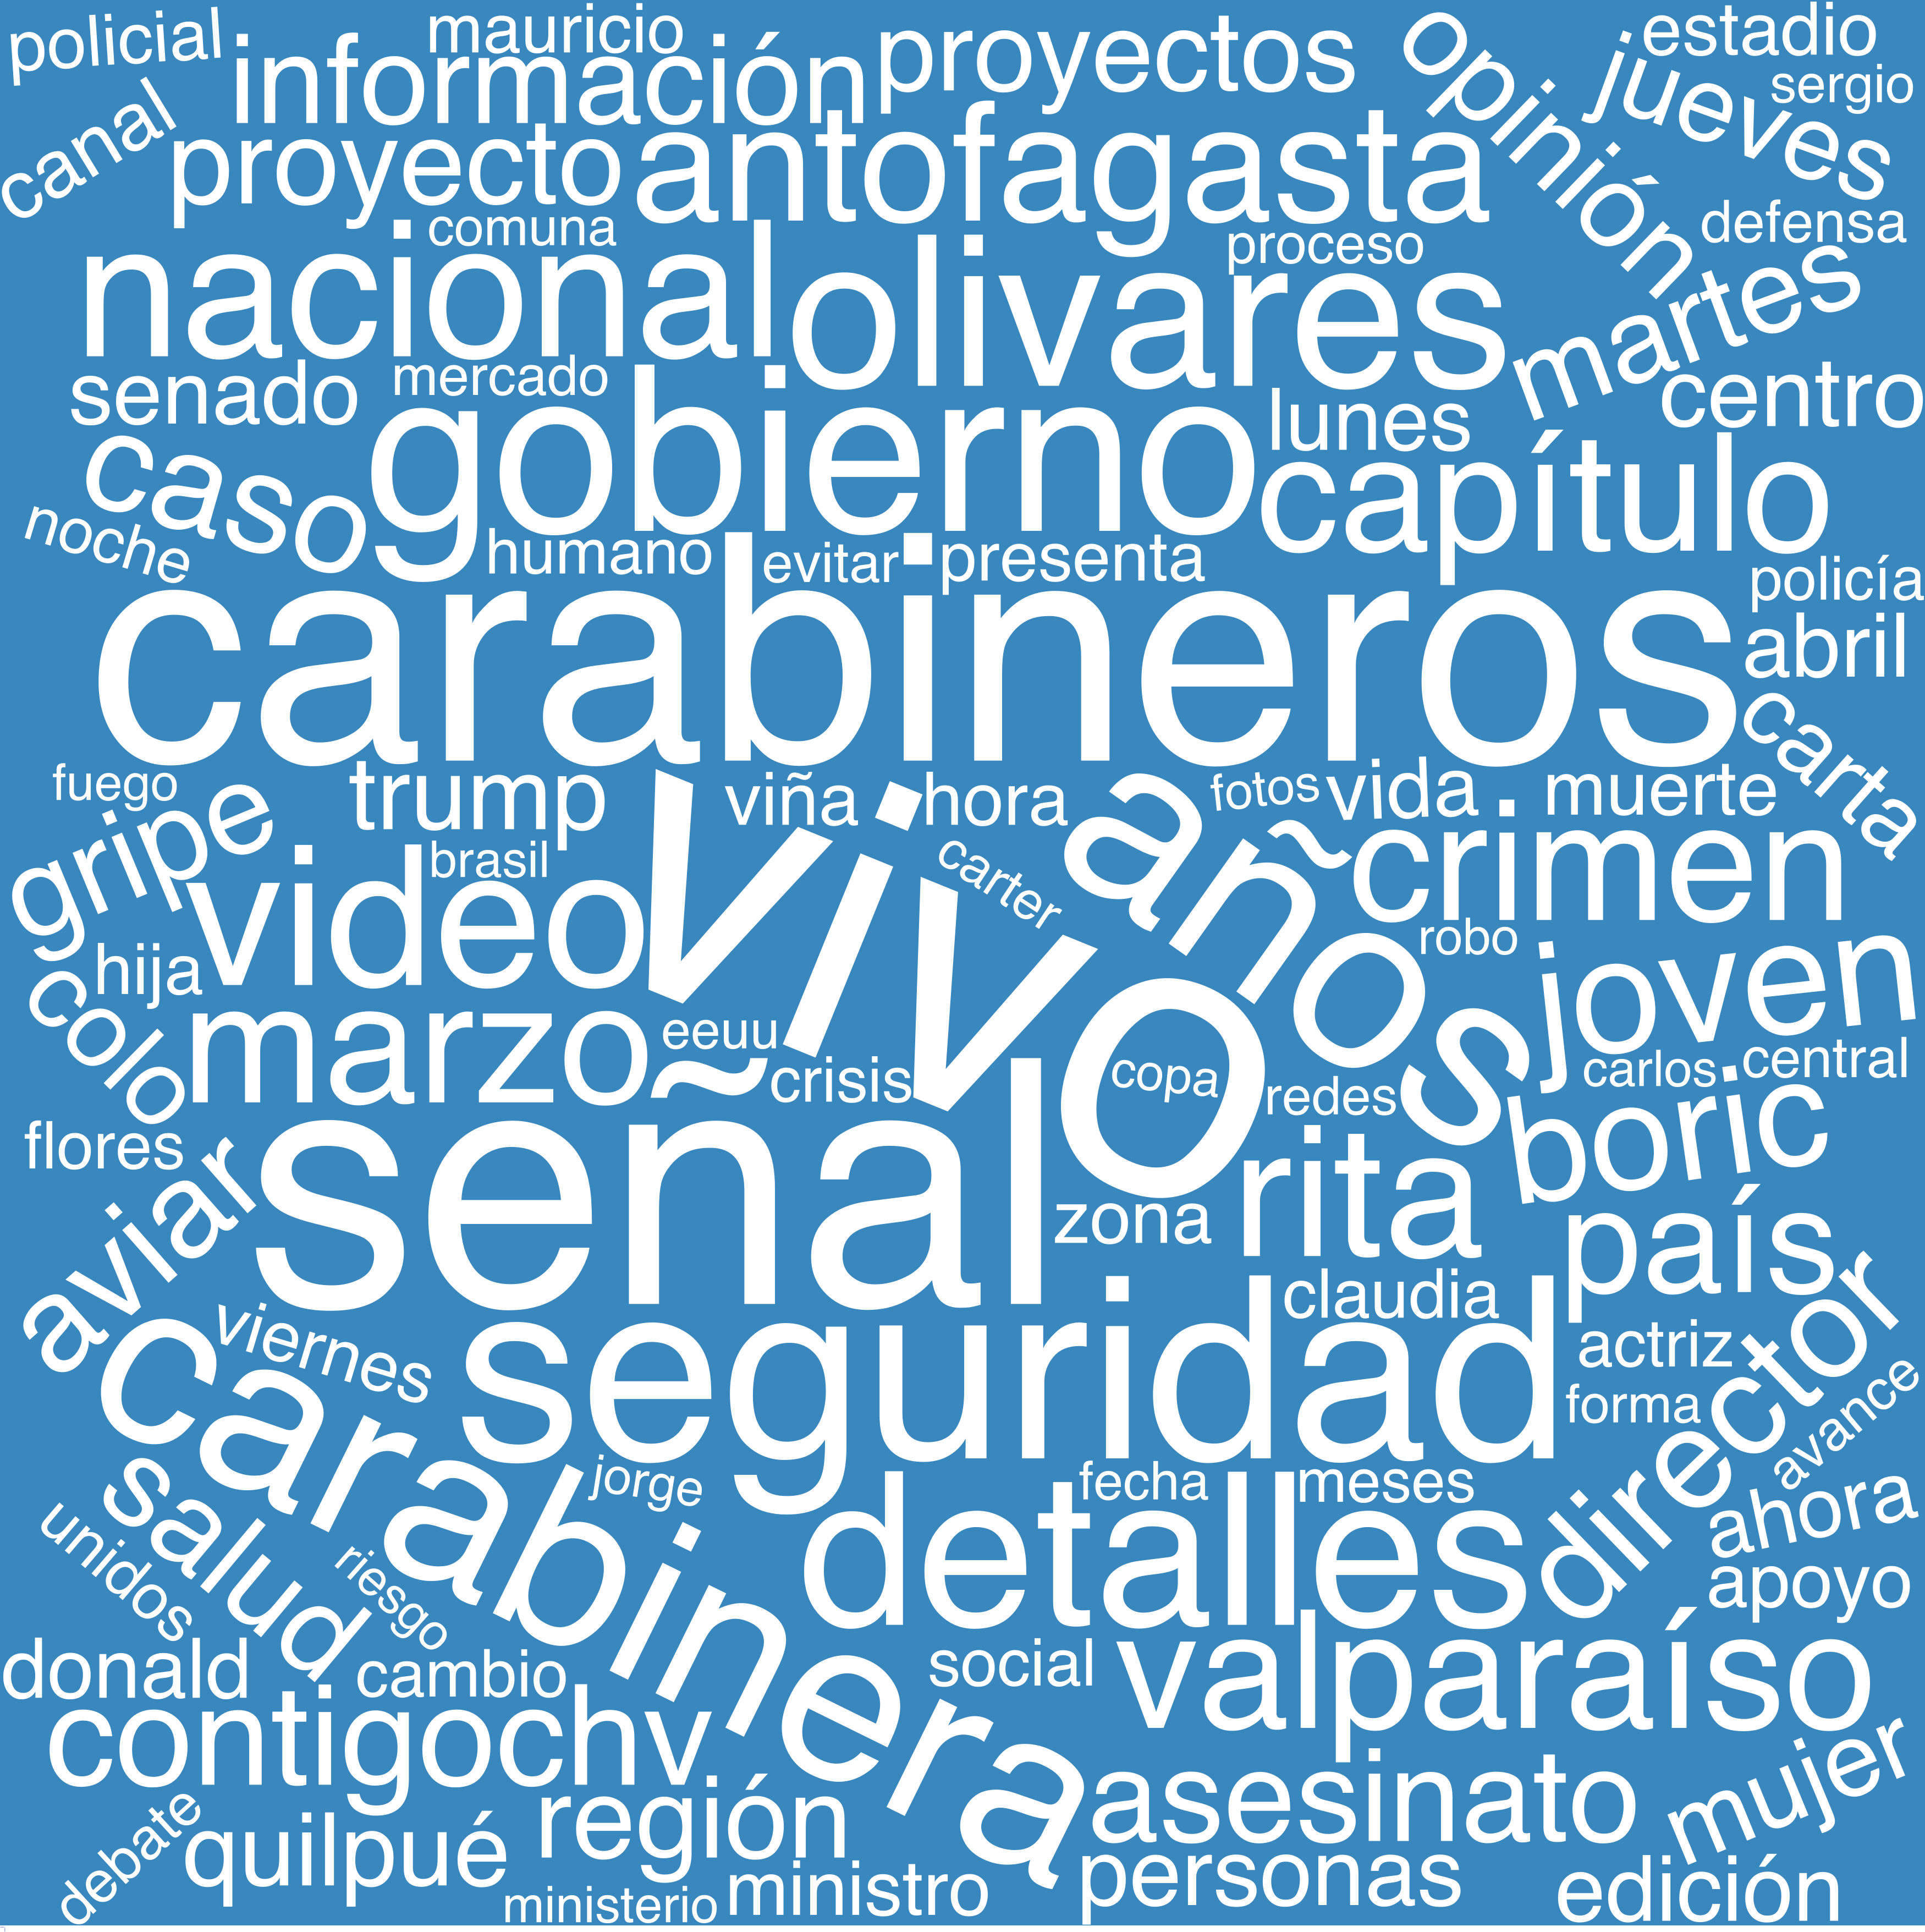 policial
mauricio
información
proyectos
opinión
estadio
jueves
sergio
canal
proyecto
antofagasta
comuna
proceso
defensa
nacional
olivares
martes
senado
mercado
gobierno
lunes
centro
caso
capítulo
noche
humano
evitar
presenta
policía
carabineros
abril
carta
fuego
trump
viña
hora
fotos
vida
muerte
gripe
video
brasil
vivo
carter
años
crimen
robo
hija
colo
marzo
eeuu
crisis
copa
redes
joven
carlos
central
flores
señal
boric
aviar
zona
rita
país
viernes
seguridad
claudia
actriz
director
forma
avance
carabinera
jorge
fecha
meses
salud
detalles
ahora
unidos
riesgo
apoyo
donald
cambio
social
valparaíso
contigochv
mujer
debate
quilpué
región
asesinato
ministerio
ministro
personas
edición